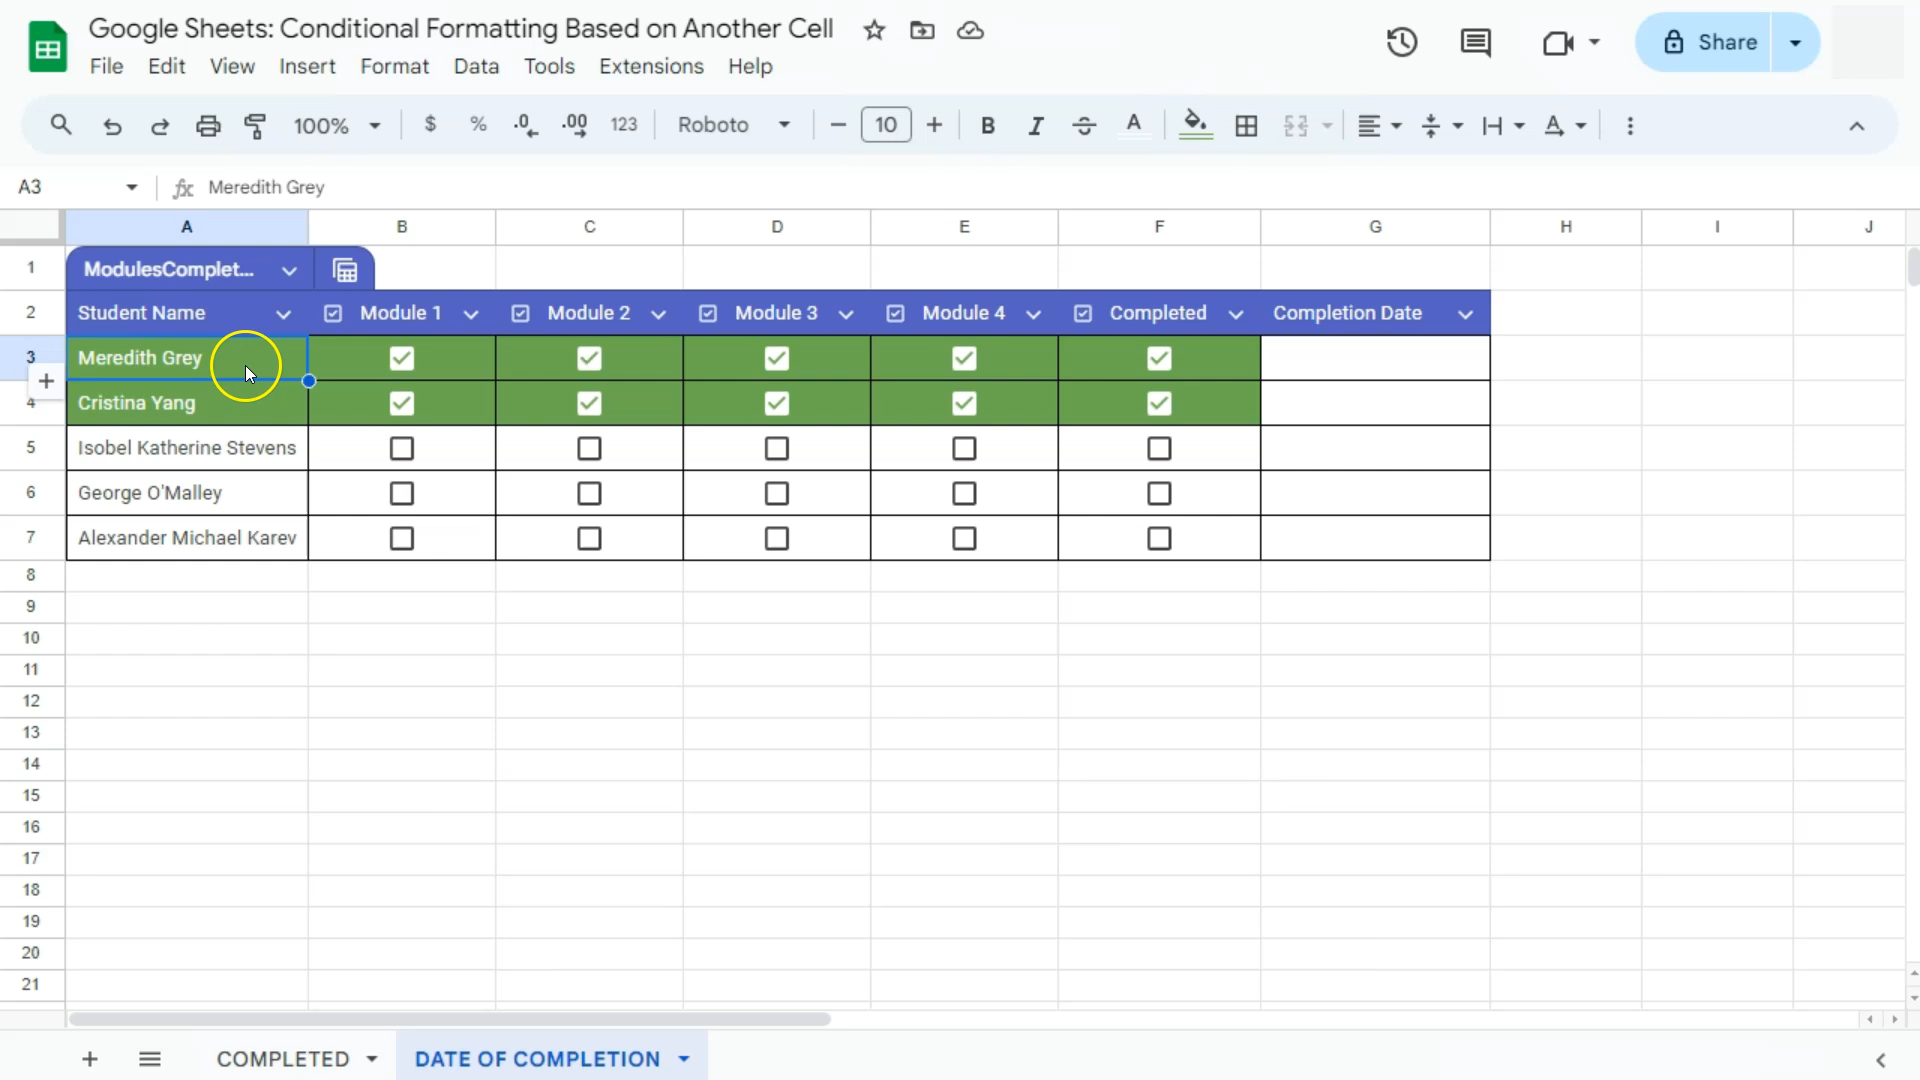 Google Sheets: Conditional Formatting Based on Another Cell
File Edit View Insert Format Data Tools Extensions Help
Share
100% $ % .0 .00 123 Roboto 10 B I A
A3 fx Meredith Grey
A B C D E F G H I J
1 ModulesComplet...
2 Student Name Module 1 Module 2 Module 3 Module 4 Completed Completion Date
3 Meredith Grey
4 Cristina Yang
5 Isobel Katherine Stevens
6 George O'Malley
7 Alexander Michael Karev
8
9
10
11
12
13
14
15
16
17
18
19
20
21
COMPLETED DATE OF COMPLETION